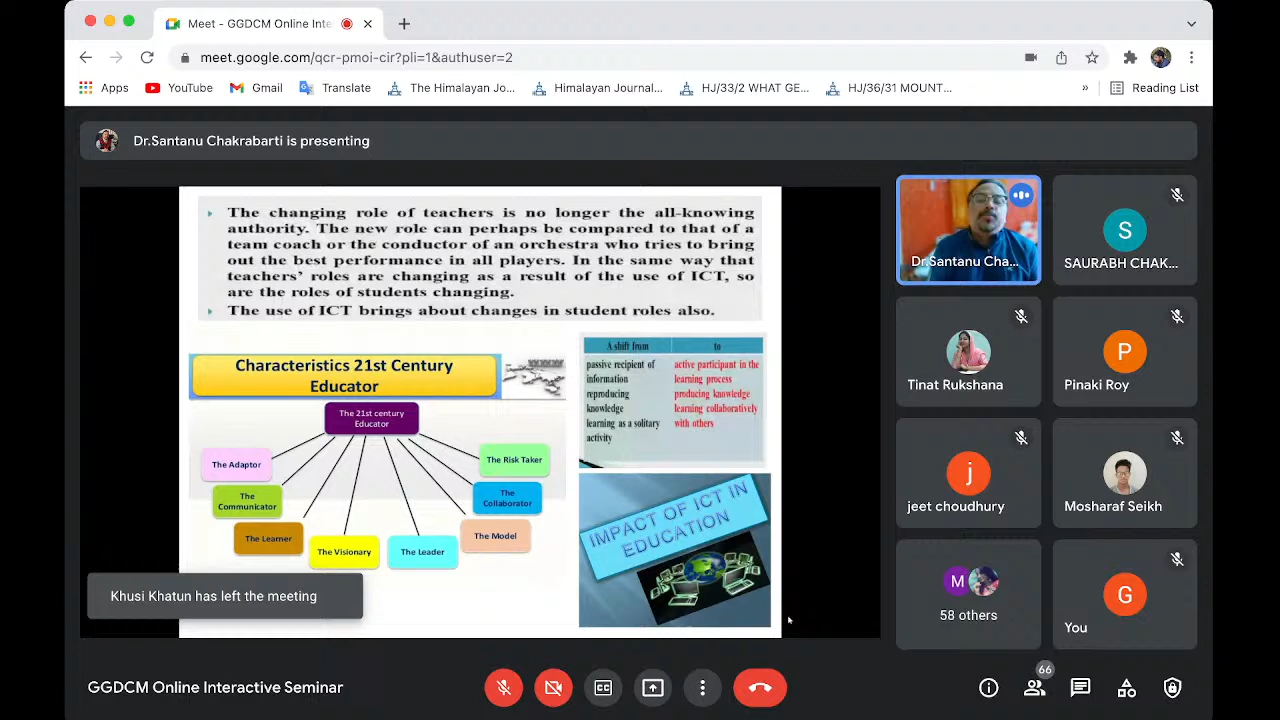 Meet - GGDCM Online Inte
meet.google.com/qcr-pmoi-cir?pli=1&authuser=2
Apps
YouTube
Gmail
Translate
The Himalayan Jo...
Himalayan Journal...
HJ/33/2 WHAT GE...
HJ/36/31 MOUNT...
»
Reading List
Dr.Santanu Chakrabarti is presenting
The changing role of teachers is no longer the all-knowing
authority. The new role can perhaps be compared to that of a
team coach or the conductor of an orchestra who tries to bring
out the best performance in all players. In the same way that
teachers' roles are changing as a result of the use of ICT, so
are the roles of students changing.
The use of ICT brings about changes in student roles also.
Characteristics 21st Century
Educator
The 21st century
Educator
The Adaptor
The
Communicator
The Learner
The Visionary
The Leader
The Model
The
Collaborator
The Risk Taker
A shift from
to
passive recipient of
information
reproducing
knowledge
learning as a solitary
activity
active participant in the
learning process
producing knowledge
learning collaboratively
with others
IMPACT OF ICT IN
EDUCATION
Khusi Khatun has left the meeting
Dr.Santanu Cha...
S
SAURABH CHAK...
Tinat Rukshana
P
Pinaki Roy
j
jeet choudhury
Mosharaf Seikh
M
58 others
G
You
GGDCM Online Interactive Seminar
66